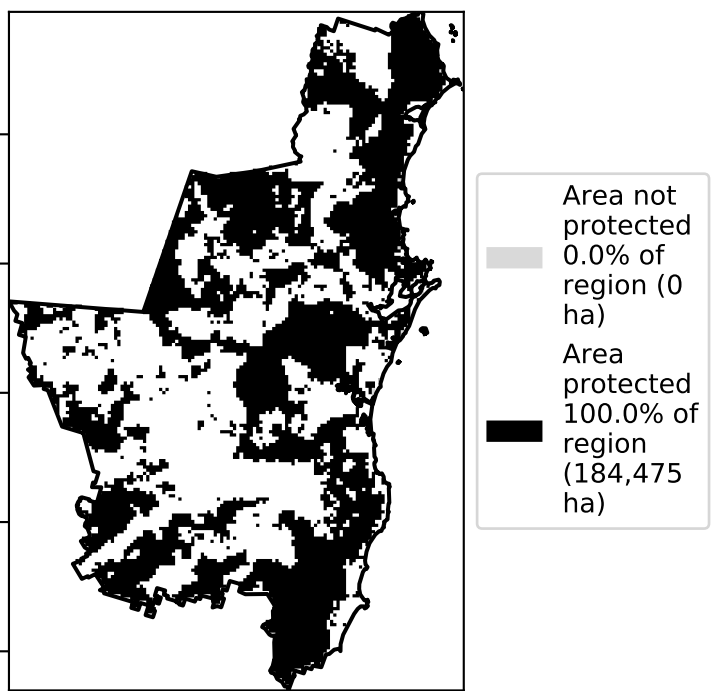 Area not
protected
0.0% of
region (0
ha)
Area
protected
100.0% of
region
(184,475
ha)